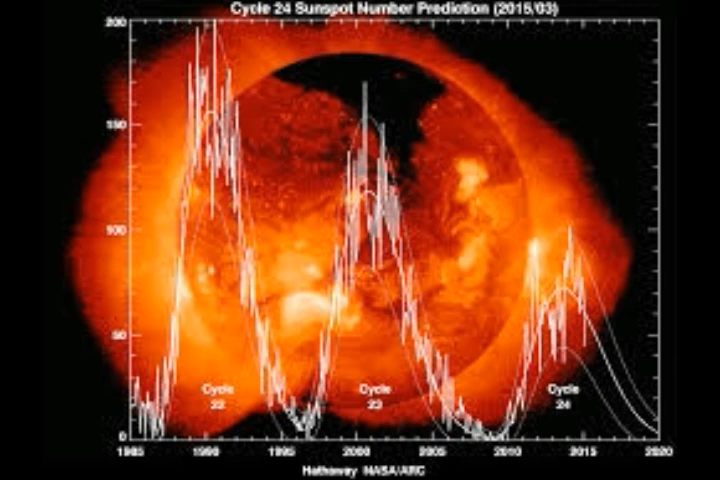 Cycle 24 Sunspot Number Prediction (2015/03)
200
150
100
50
0
Cycle
22
Cycle
23
Cycle
24
1985 1990 1995 2000 2005 2010 2015 2020
Hathaway NASA/ARC